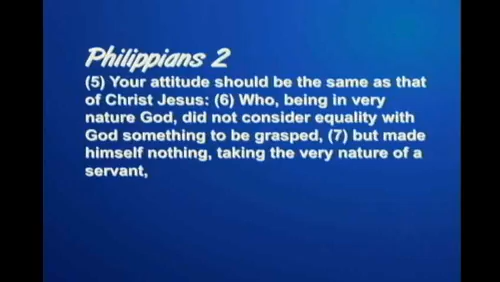 Philippians 2
(5) Your attitude should be the same as that
of Christ Jesus: (6) Who, being in very
nature God, did not consider equality with
God something to be grasped, (7) but made
himself nothing, taking the very nature of a
servant,